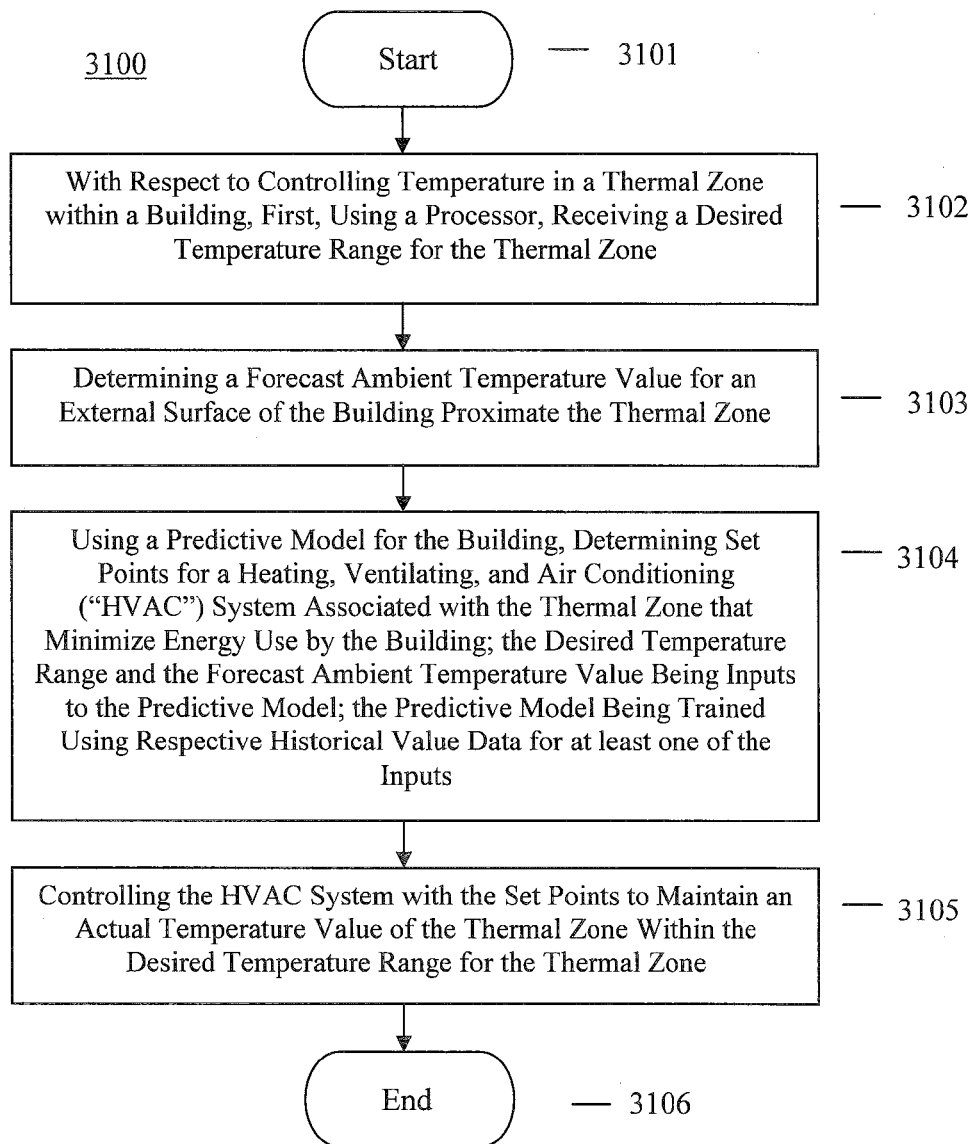 3100
Start
3101
With Respect to Controlling Temperature in a Thermal Zone
within a Building, First, Using a Processor, Receiving a Desired
Temperature Range for the Thermal Zone
3102
Determining a Forecast Ambient Temperature Value for an
External Surface of the Building Proximate the Thermal Zone
3103
Using a Predictive Model for the Building, Determining Set
Points for a Heating, Ventilating, and Air Conditioning
(“HVAC”) System Associated with the Thermal Zone that
Minimize Energy Use by the Building; the Desired Temperature
Range and the Forecast Ambient Temperature Value Being Inputs
to the Predictive Model; the Predictive Model Being Trained
Using Respective Historical Value Data for at least one of the
Inputs
3104
Controlling the HVAC System with the Set Points to Maintain an
Actual Temperature Value of the Thermal Zone Within the
Desired Temperature Range for the Thermal Zone
3105
End
3106